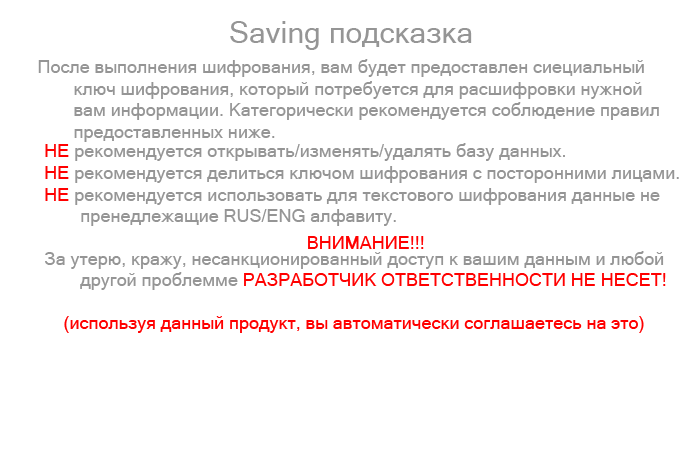 Saving подсказка
После выполнения шифрования, вам будет предоставлен сиециальный
ключ шифрования, который потребуется для расшифровки нужной
вам информации. Категорически рекомендуется соблюдение правил
предоставленных ниже.
НЕ рекомендуется открывать/изменять/удалять базу данных.
НЕ рекомендуется делиться ключом шифрования с посторонними лицами.
НЕ рекомендуется использовать для текстового шифрования данные не
пренедлежащие RUS/ENG алфавиту.
ВНИМАНИЕ!!!
За утерю, кражу, несанкционированный доступ к вашим данным и любой
другой проблемме РАЗРАБОТЧИК ОТВЕТСТВЕННОСТИ НЕ НЕСЕТ!
(используя данный продукт, вы автоматически соглашаетесь на это)